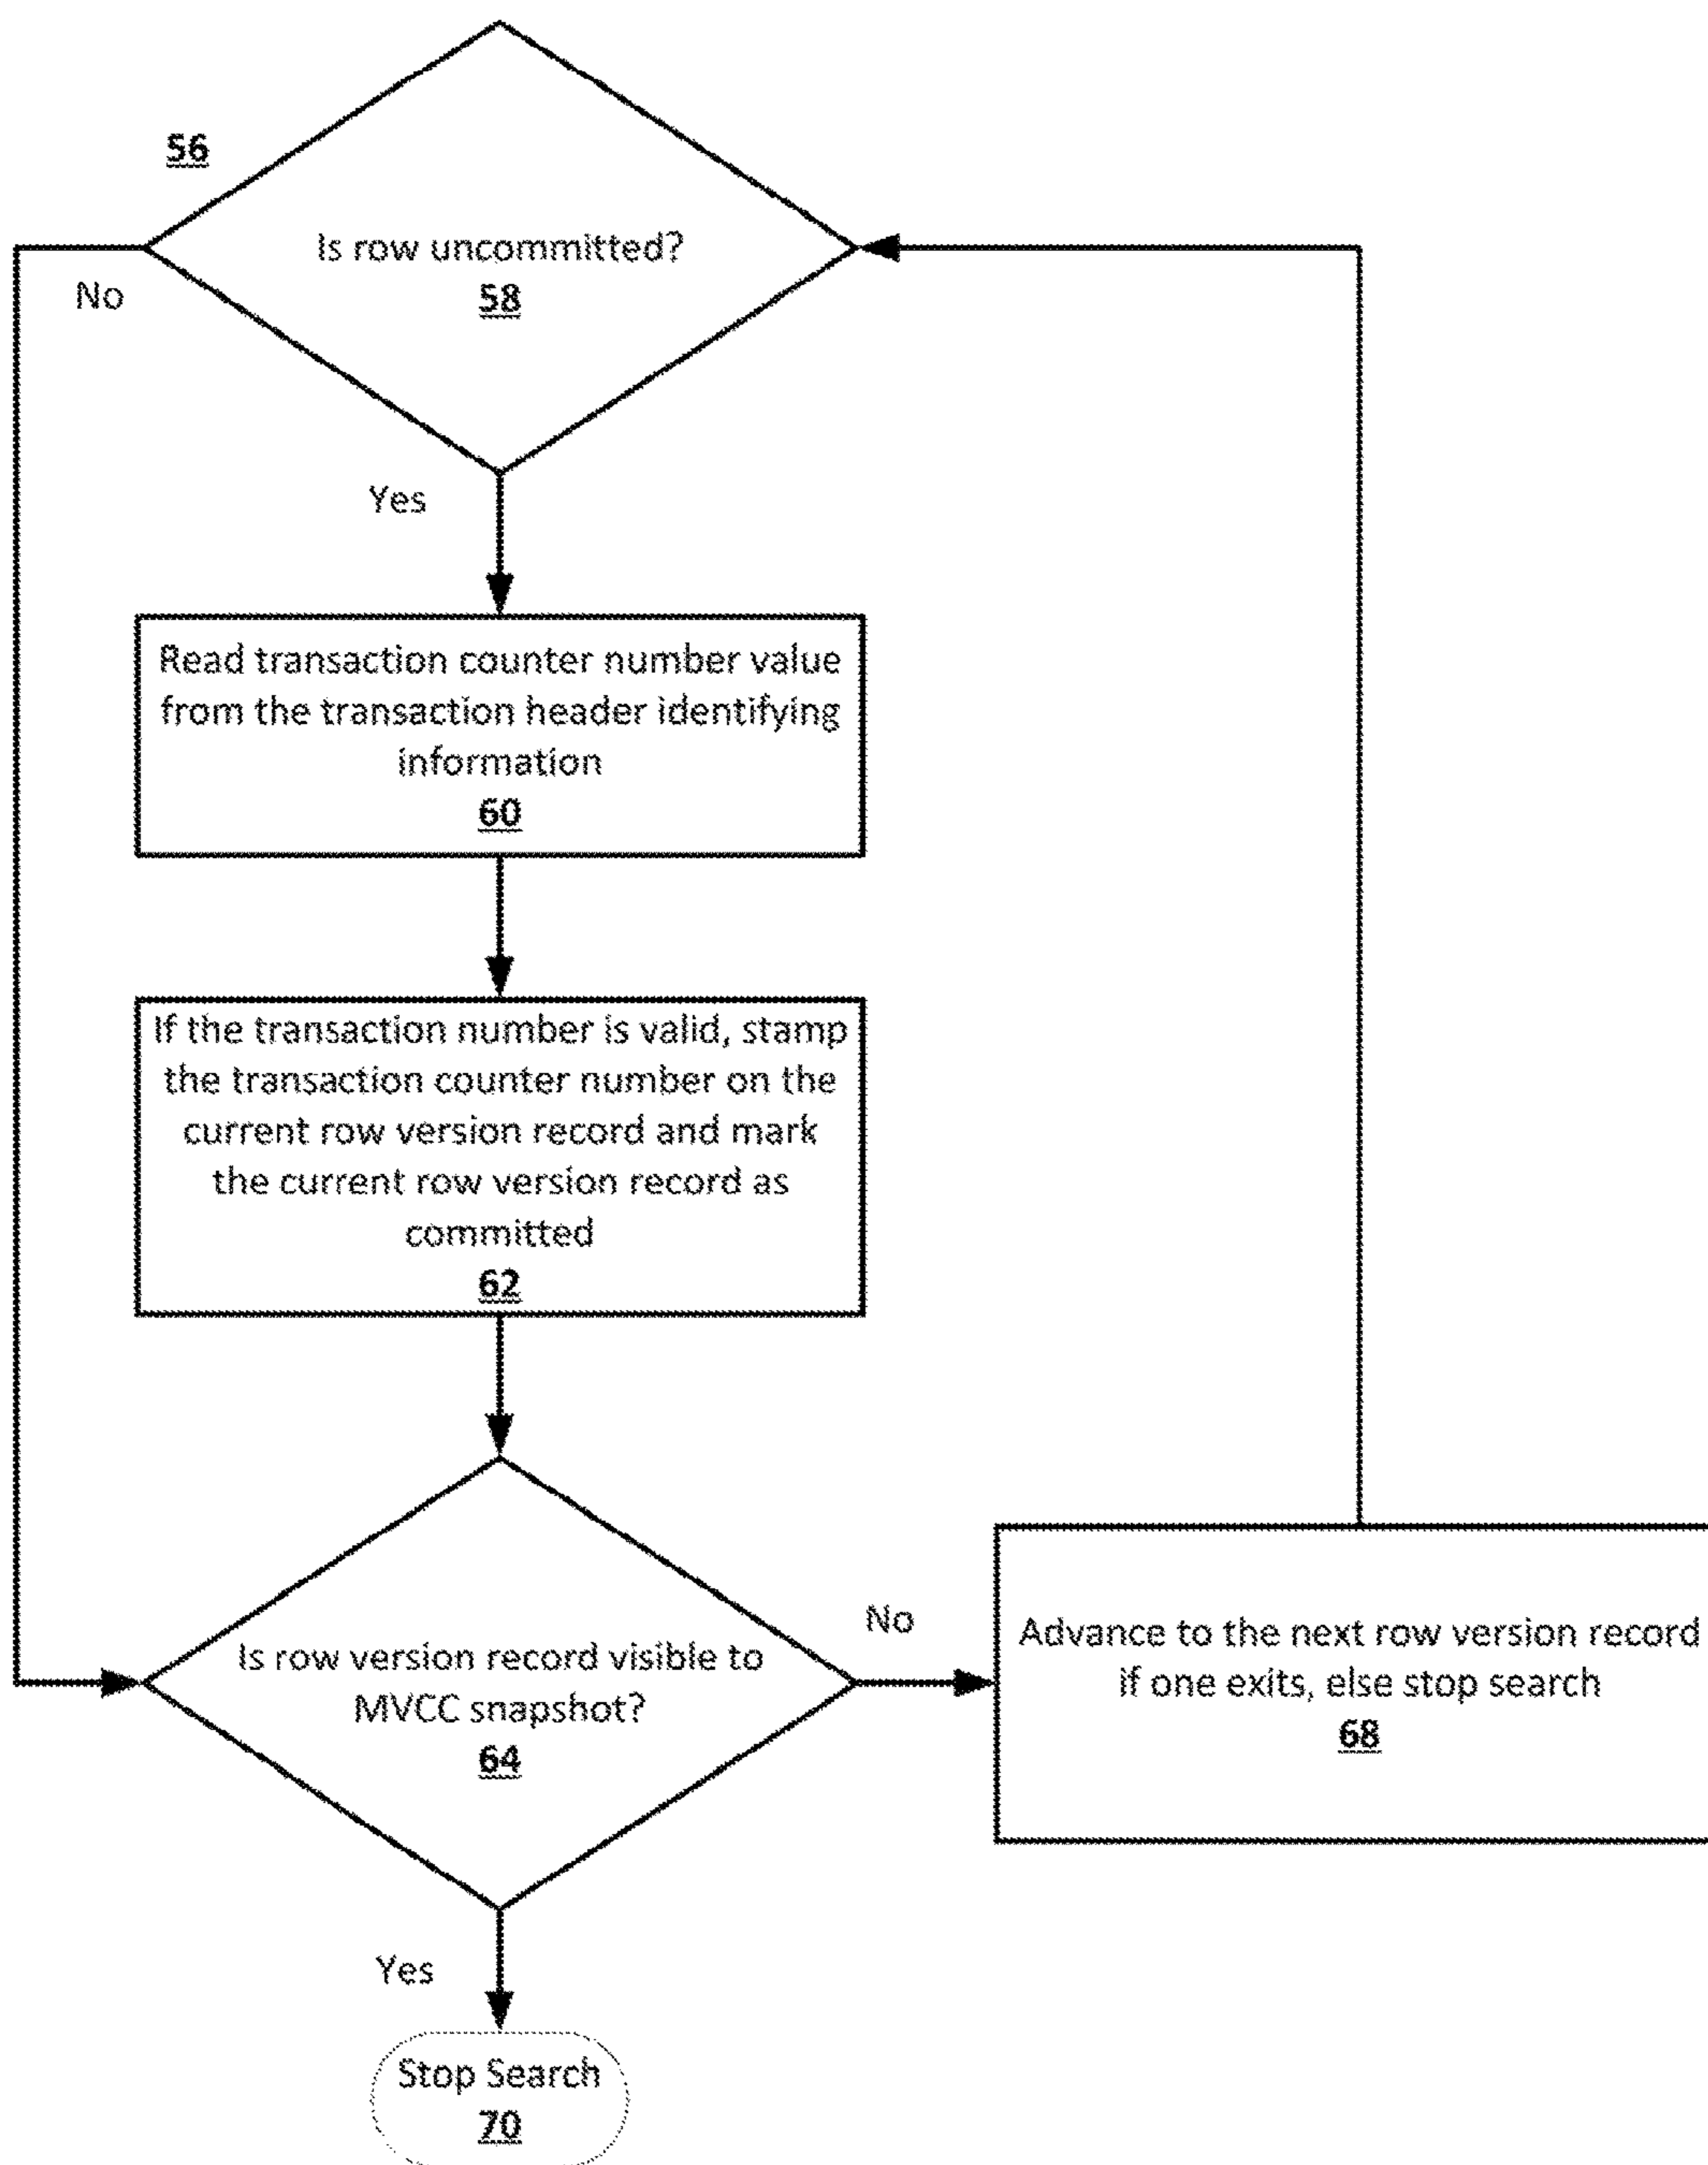 56
Is row uncommitted?
58
No
Yes
Read transaction counter number value
from the transaction header identifying
information
60
If the transaction number is valid, stamp
the transaction counter number on the
current row version record and mark
the current row version record as
committed
62
Is row version record visible to
MVCC snapshot?
64
No
Advance to the next row version record
if one exits, else stop search
68
Yes
Stop Search
70